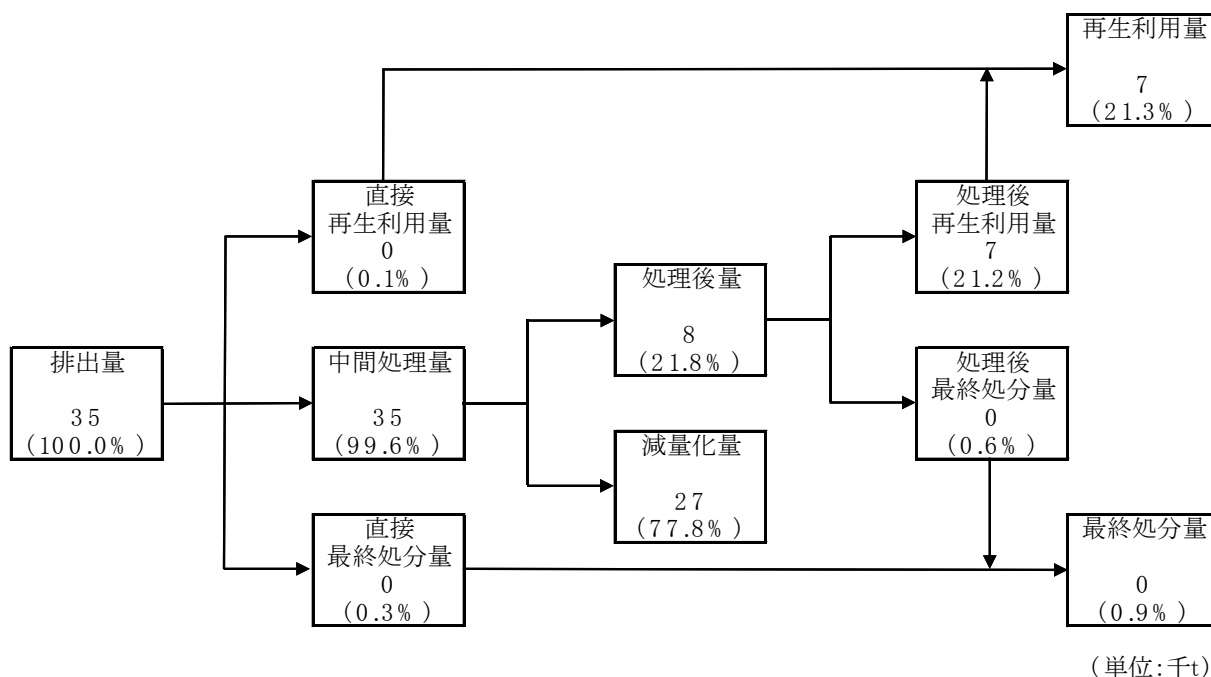 再生利用量
7
(21.3%)
直接
再生利用量
0
(0.1%)
処理後
再生利用量
7
(21.2%)
処理後量
8
(21.8%)
排出量
35
(100.0%)
中間処理量
35
(99.6%)
処理後
最終処分量
0
(0.6%)
減量化量
27
(77.8%)
直接
最終処分量
0
(0.3%)
最終処分量
0
(0.9%)
(単位:千t)